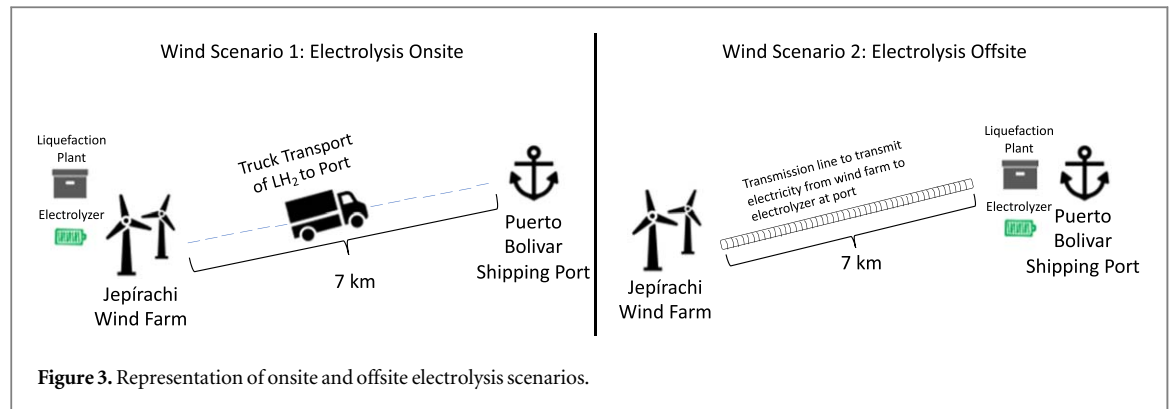 Wind Scenario 1: Electrolysis Onsite
Liquefaction
Plant
Electrolyzer
Truck Transport
of LH₂ to Port
7 km
Jepírachi
Wind Farm
Puerto
Bolivar
Shipping Port
Wind Scenario 2: Electrolysis Offsite
Transmission line to transmit
electricity from wind farm to
electrolyzer at port
7 km
Jepírachi
Wind Farm
Liquefaction
Plant
Electrolyzer
Puerto
Bolivar
Shipping Port
Figure 3. Representation of onsite and offsite electrolysis scenarios.